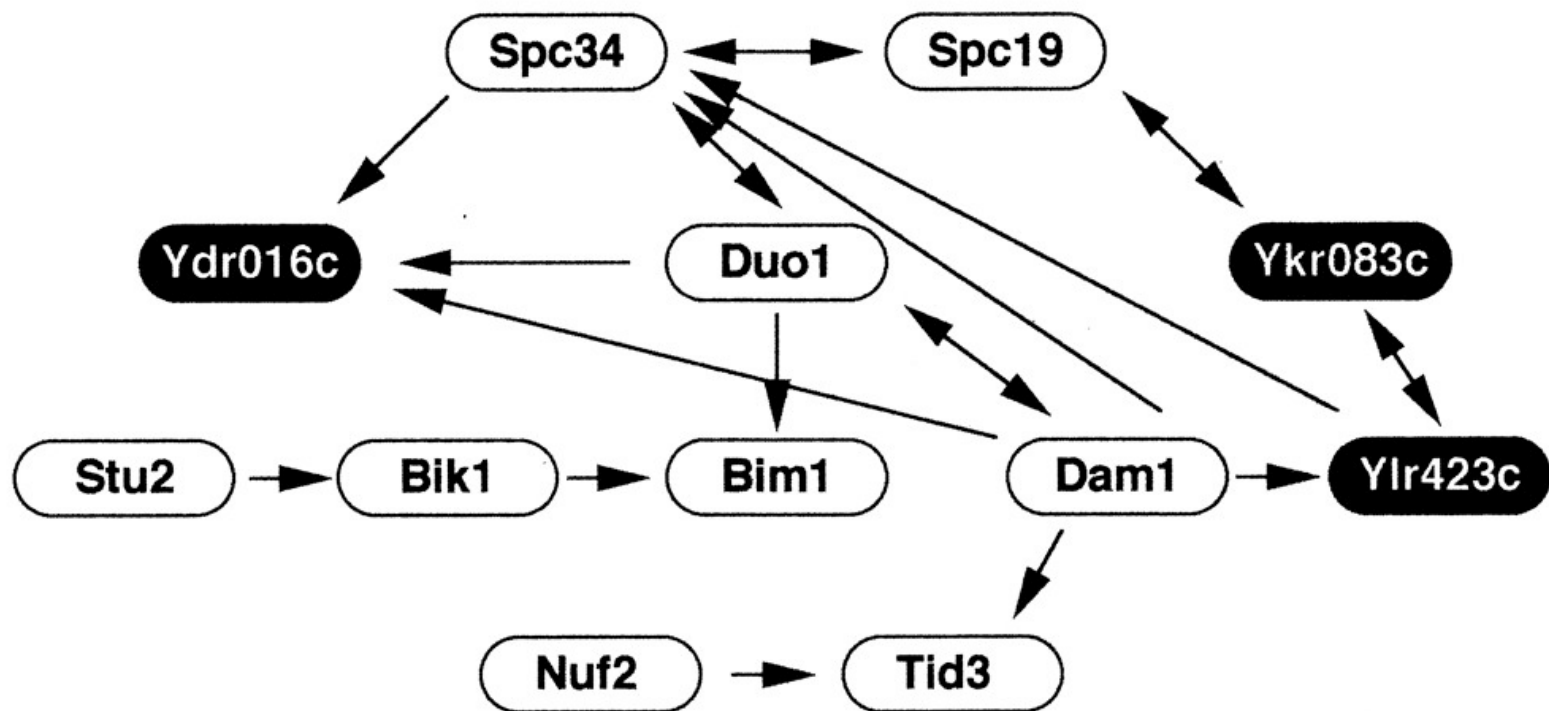 Spc34 Spc19
Ydr016c Duo1 Ykr083c
Stu2 Bik1 Bim1 Dam1 Ylr423c
Nuf2 Tid3